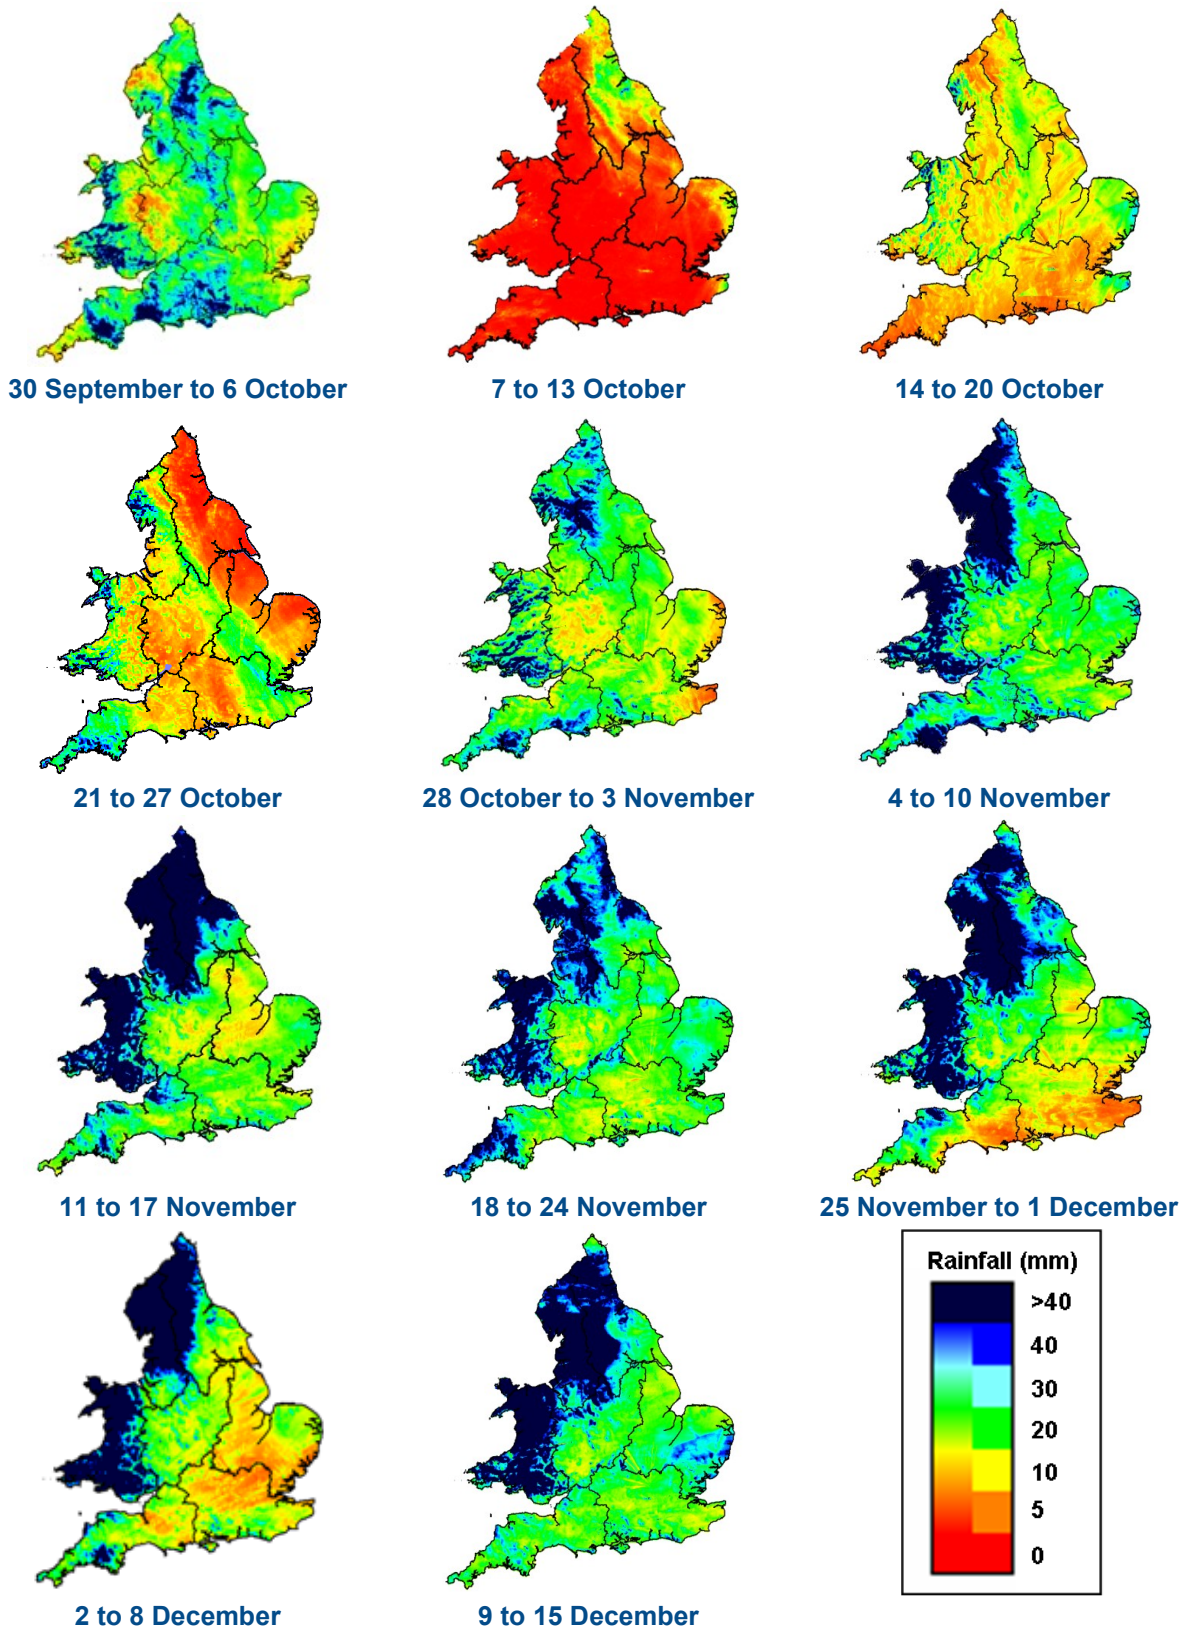 30 September to 6 October
7 to 13 October
14 to 20 October
21 to 27 October
28 October to 3 November
4 to 10 November
11 to 17 November
18 to 24 November
25 November to 1 December
2 to 8 December
9 to 15 December
Rainfall (mm)
>40
40
30
20
10
5
0